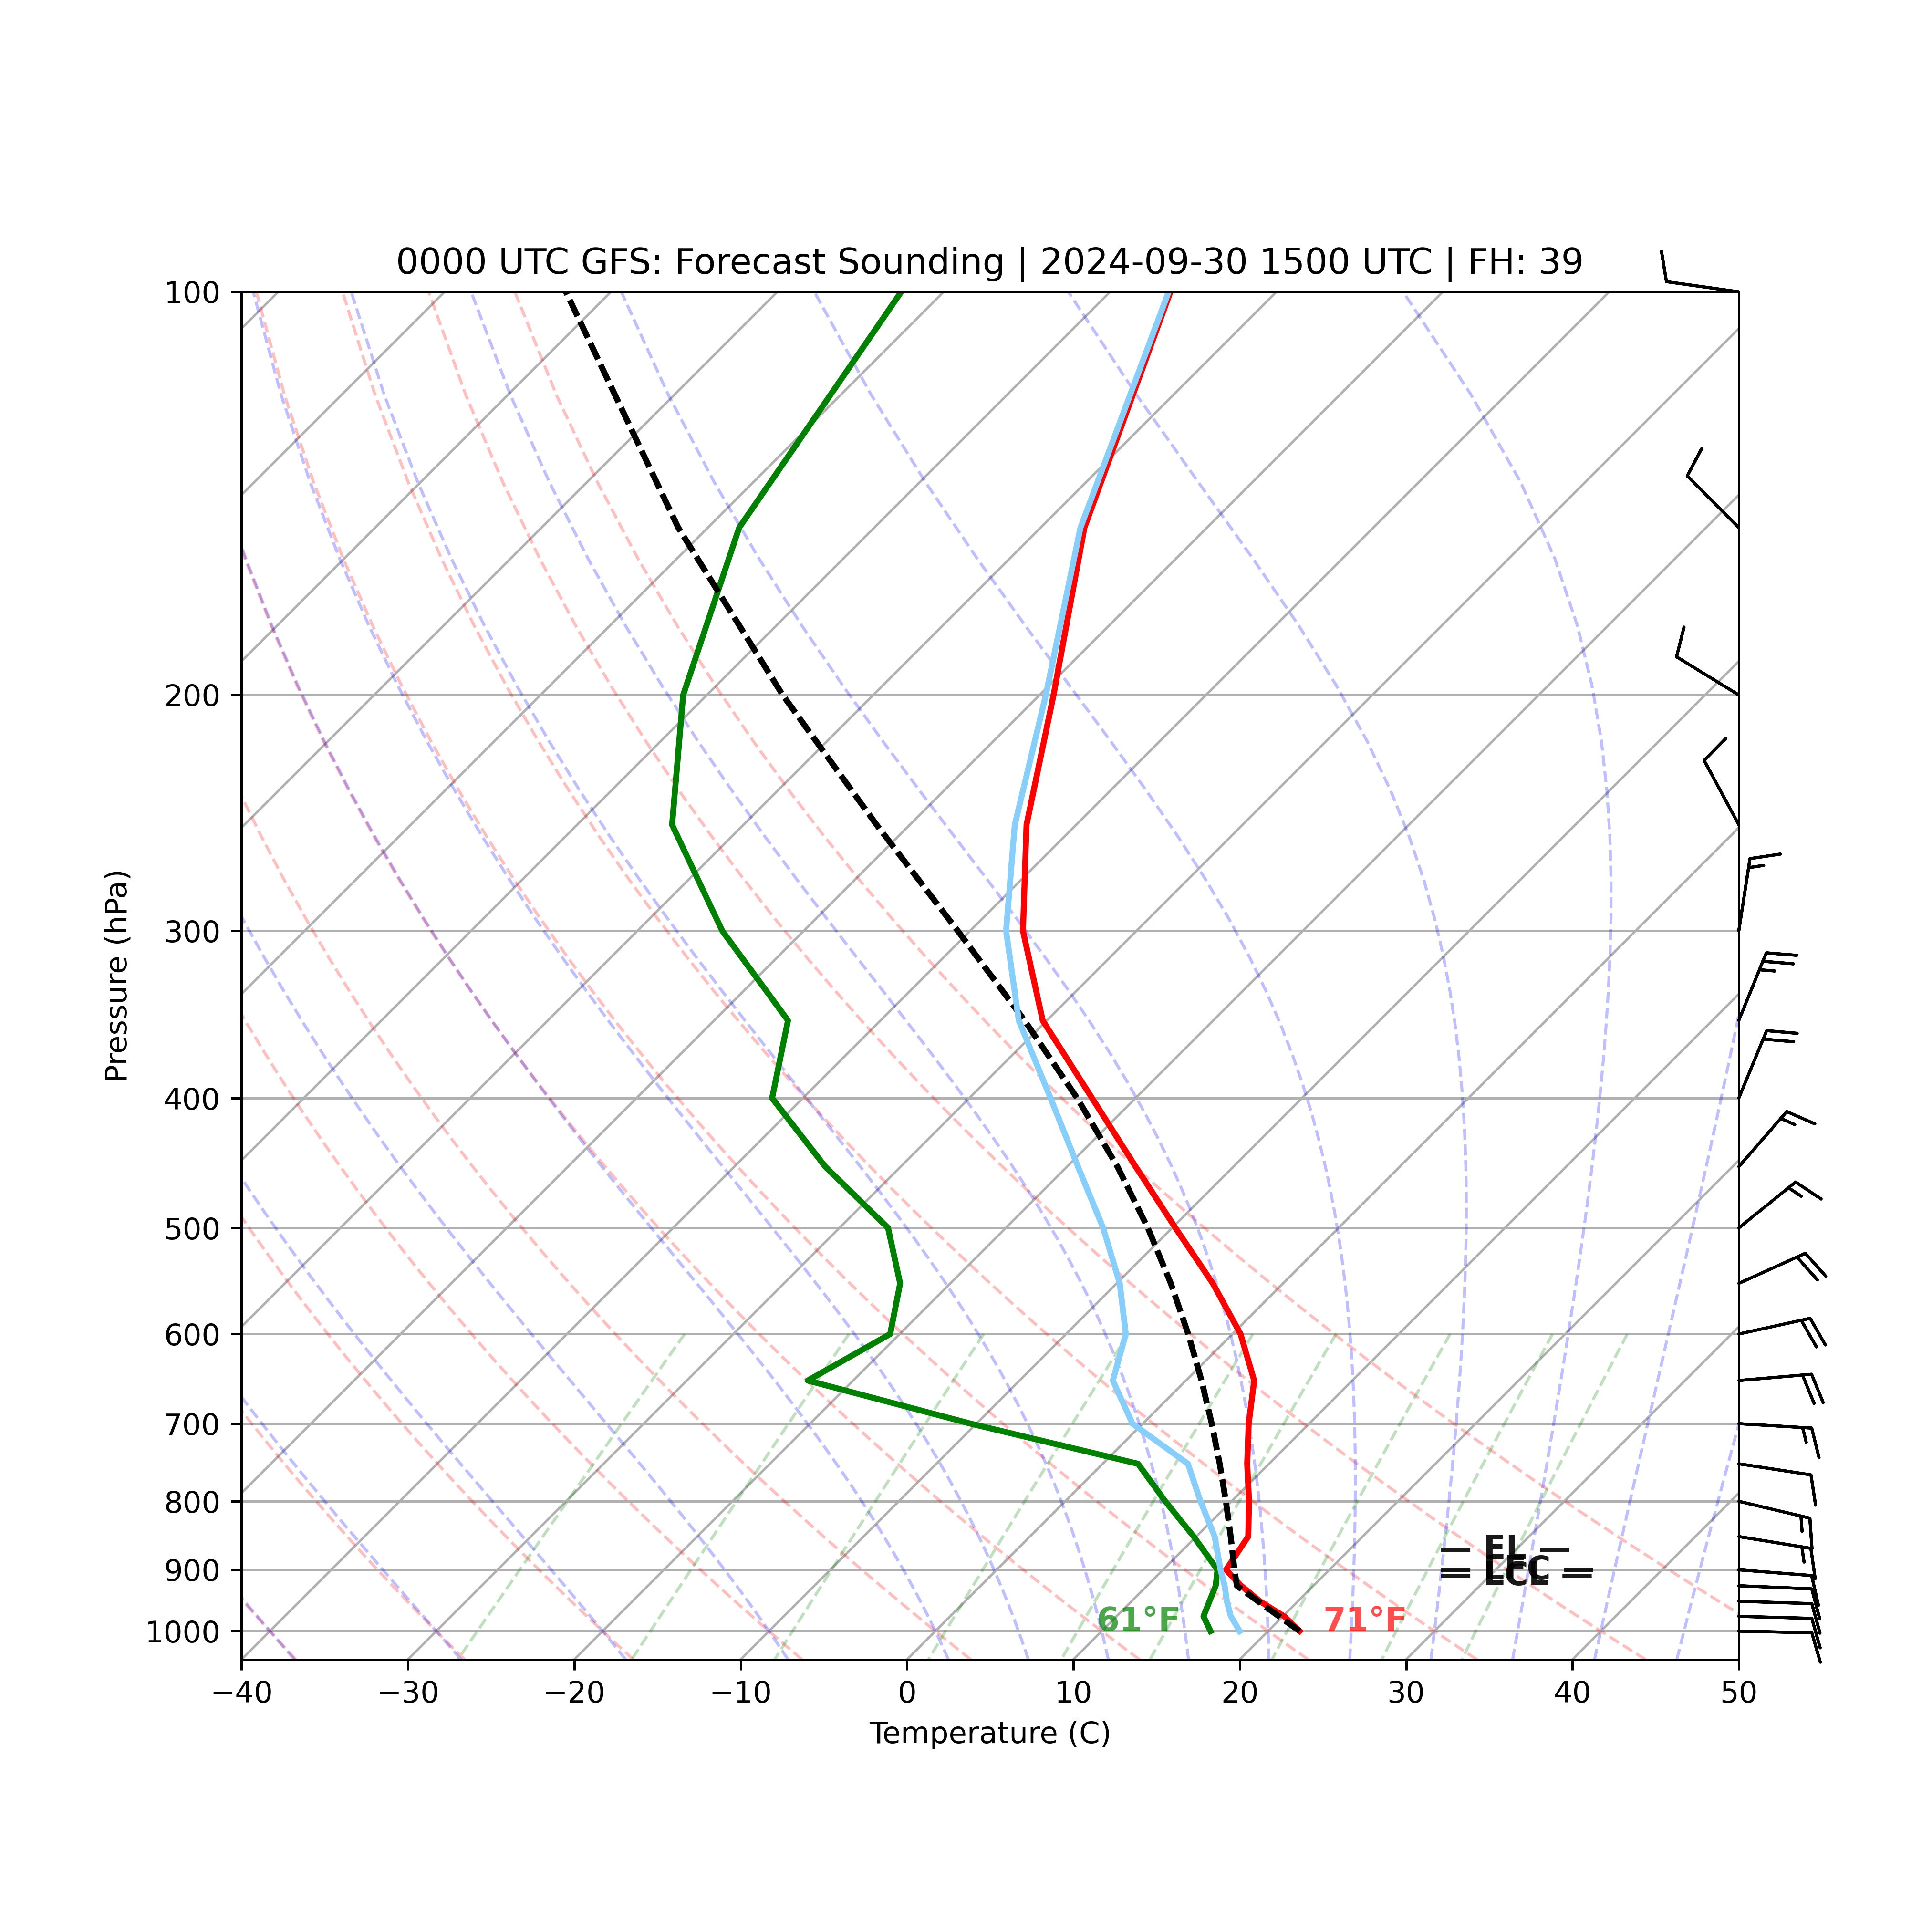 0000 UTC GFS: Forecast Sounding | 2024-09-30 1500 UTC | FH: 39
100
200
300
400
500
600
700
800
900
1000
Pressure (hPa)
— EL —
61°F
71°F
−40 −30 −20 −10 0 10 20 30 40 50
Temperature (C)